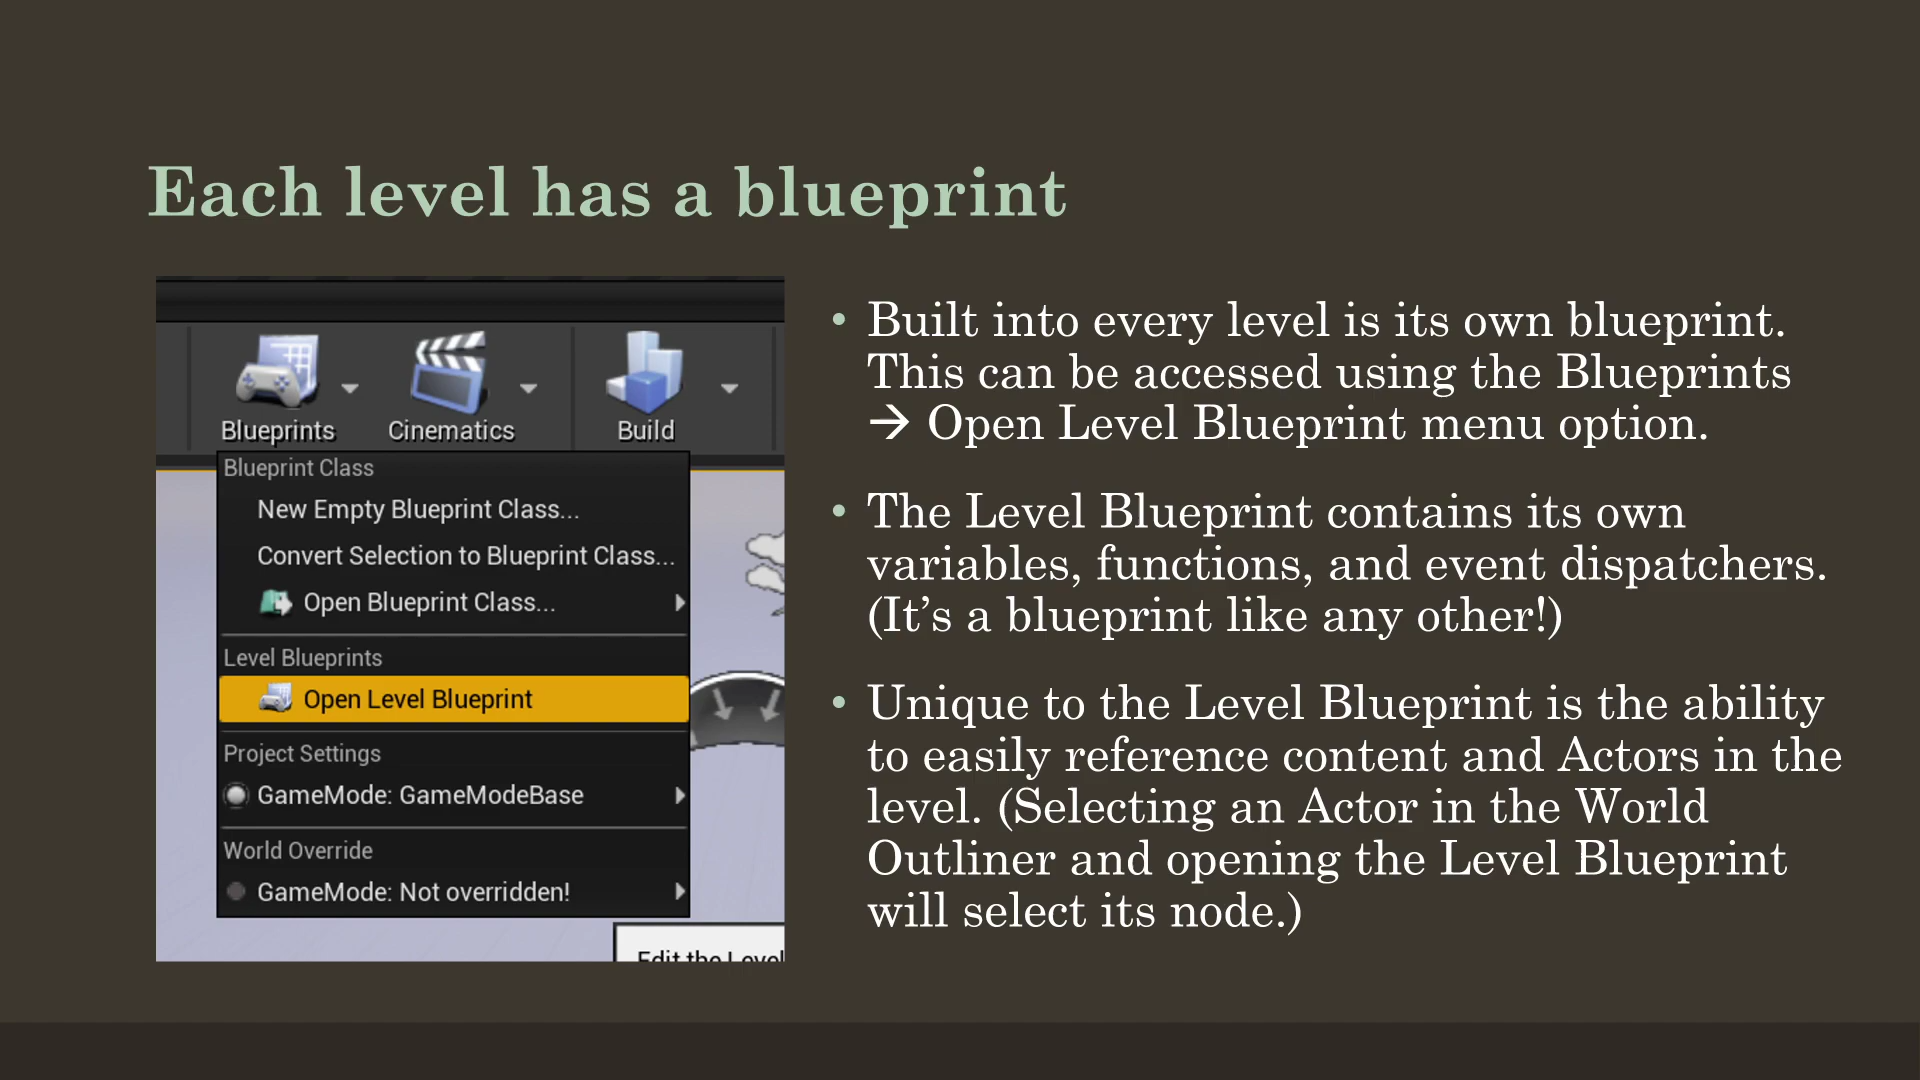 Each level has a blueprint
Blueprints
Cinematics
Build
Blueprint Class
New Empty Blueprint Class...
Convert Selection to Blueprint Class...
Open Blueprint Class...
Level Blueprints
Open Level Blueprint
Project Settings
GameMode: GameModeBase
World Override
GameMode: Not overridden!
Edit the Level
• Built into every level is its own blueprint.
This can be accessed using the Blueprints
→ Open Level Blueprint menu option.
• The Level Blueprint contains its own
variables, functions, and event dispatchers.
(It’s a blueprint like any other!)
• Unique to the Level Blueprint is the ability
to easily reference content and Actors in the
level. (Selecting an Actor in the World
Outliner and opening the Level Blueprint
will select its node.)